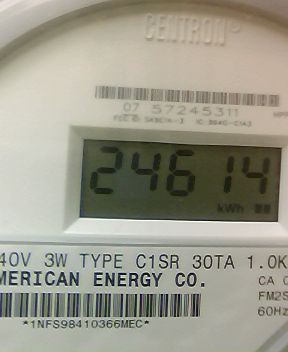 CENTRON®
07 57245311
24614
kWh
40V 3W TYPE C1SR 30TA 1.0K
MERICAN ENERGY CO.
CA 0
FM2S
60Hz
*1NFS98410366MEC*